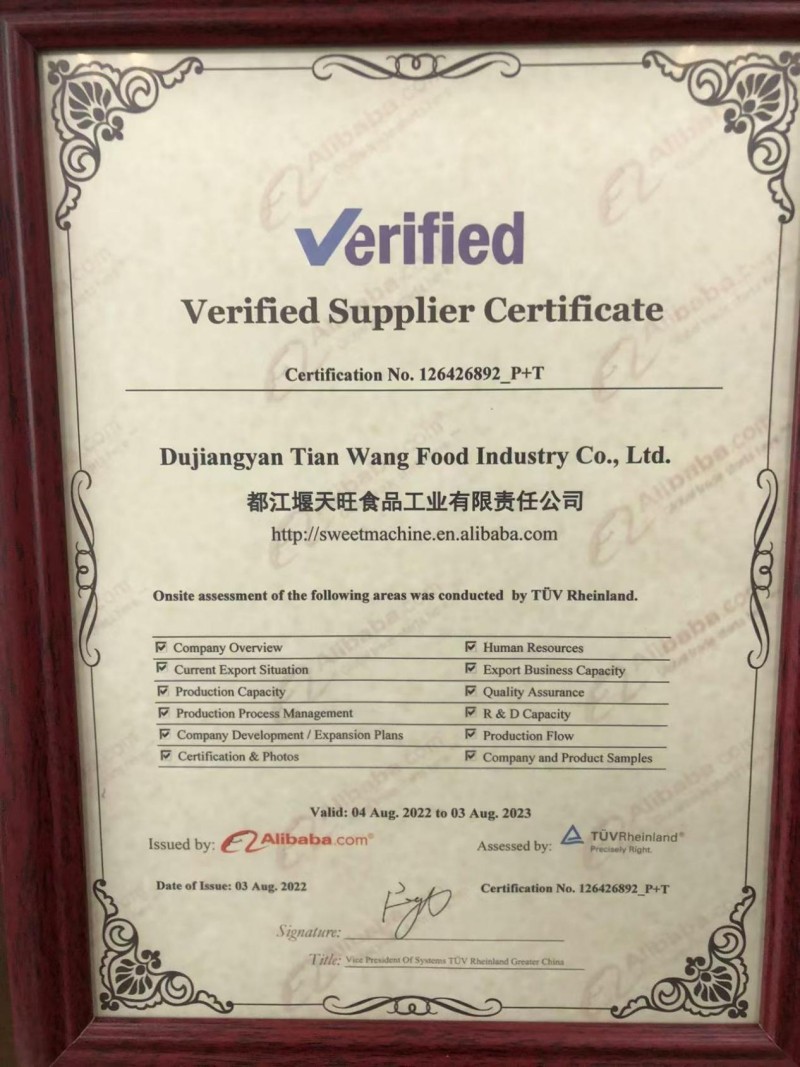 Verified
Verified Supplier Certificate
Certification No. 126426892_P+T
Dujiangyan Tian Wang Food Industry Co., Ltd.
都江堰天旺食品工业有限责任公司
http://sweetmachine.en.alibaba.com
Onsite assessment of the following areas was conducted by TÜV Rheinland.
Company Overview
Human Resources
Current Export Situation
Export Business Capacity
Production Capacity
Quality Assurance
Production Process Management
R & D Capacity
Company Development / Expansion Plans
Production Flow
Certification & Photos
Company and Product Samples
Valid: 04 Aug. 2022 to 03 Aug. 2023
Issued by: Alibaba.com®
Assessed by: TÜVRheinland®
Precisely Right.
Date of Issue: 03 Aug. 2022
Certification No. 126426892_P+T
Signature:
Title: Vice President Of Systems TÜV Rheinland Greater China